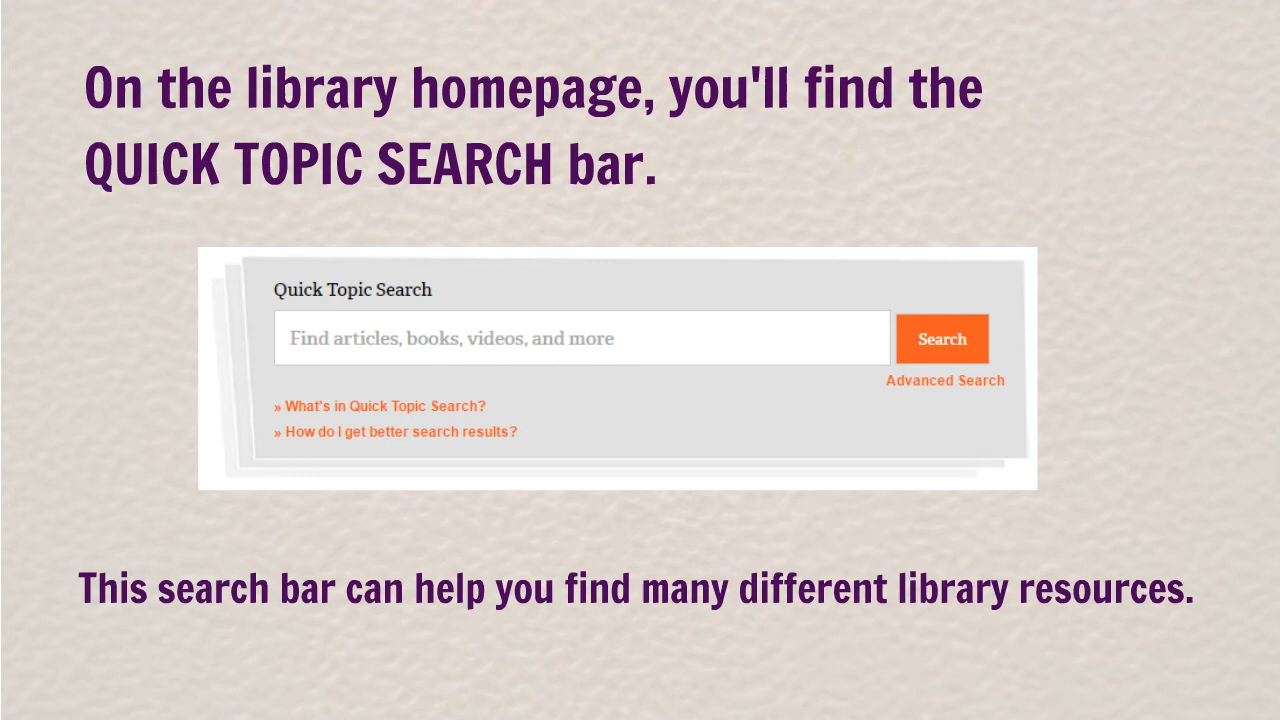 On the library homepage, you'll find the
QUICK TOPIC SEARCH bar.
Quick Topic Search
Find articles, books, videos, and more
Search
Advanced Search
» What's in Quick Topic Search?
» How do I get better search results?
This search bar can help you find many different library resources.